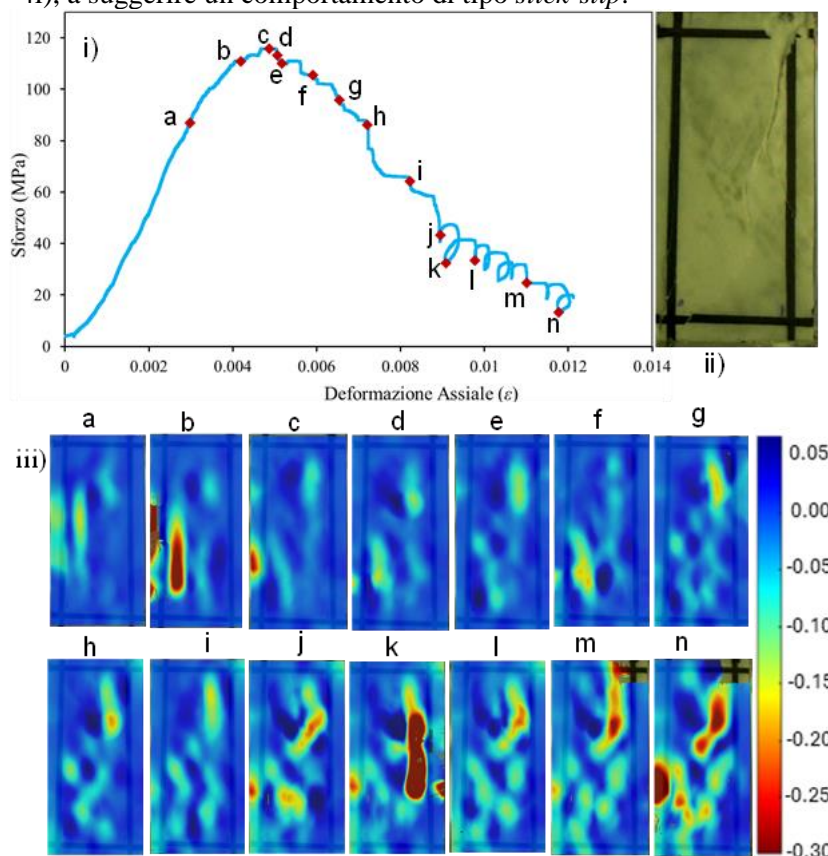 4i), a suggerire un comportamento di tipo stick-slip.
i)
120
100
80
60
40
20
0
Sforzo (MPa)
a
b
c
d
e
f
g
h
i
j
k
l
m
n
0
0.002
0.004
0.006
0.008
0.01
0.012
0.014
Deformazione Assiale (ε)
ii)
iii)
a b c d e f g
h i j k l m n
0.05
0.00
-0.05
-0.10
-0.15
-0.20
-0.25
-0.30